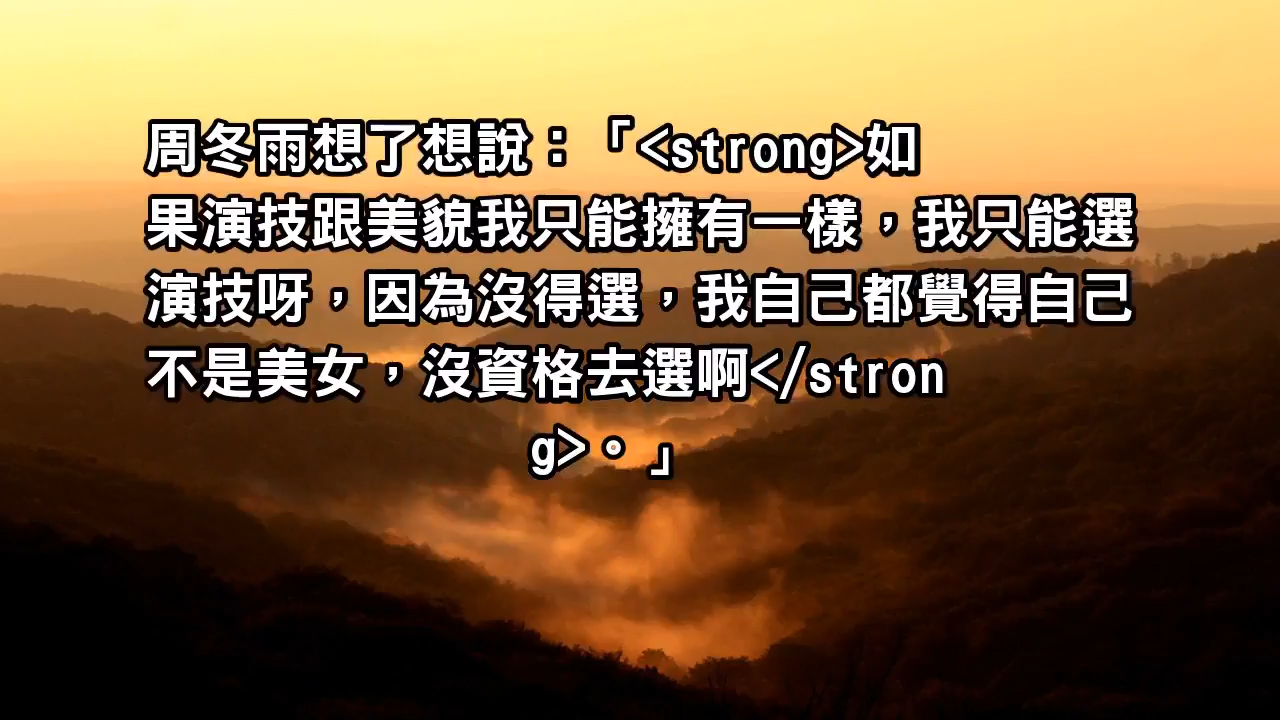 周冬雨想了想說：「<strong>如
果演技跟美貌我只能擁有一樣，我只能選
演技呀，因為沒得選，我自己都覺得自己
不是美女，沒資格去選啊</stron
g>。」